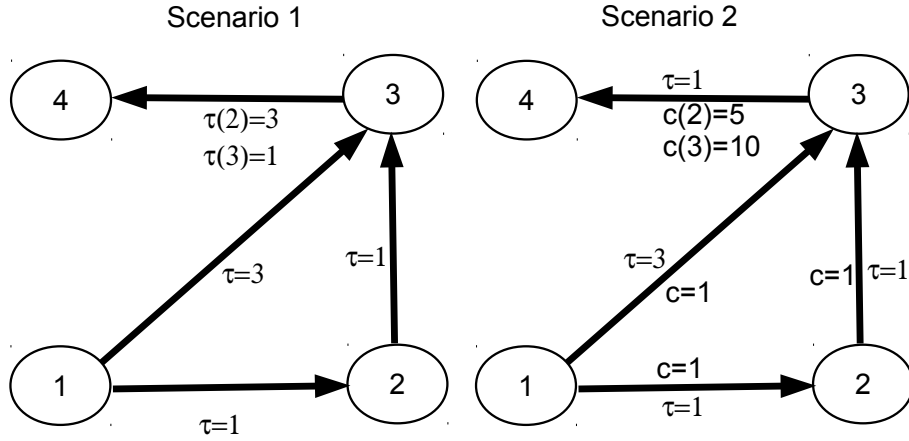 Scenario 1
4
3
τ(2)=3
τ(3)=1
τ=3
τ=1
1
2
τ=1
Scenario 2
4
3
τ=1
c(2)=5
c(3)=10
τ=3
c=1
c=1
τ=1
1
2
c=1
τ=1